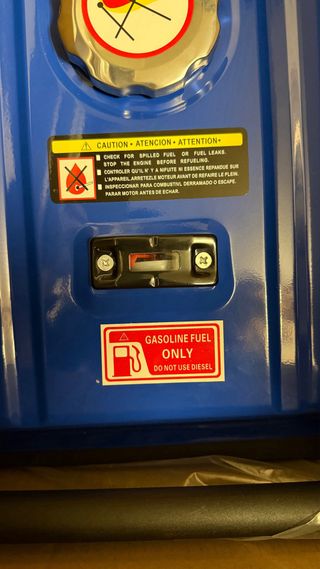 CAUTION • ATENCION • ATTENTION•
CHECK FOR SPILLED FUEL OR FUEL LEAKS.
STOP THE ENGINE BEFORE REFUELING.
CONTROLER QU'IL N' Y A NIFUITE NI ESSENCE REPANDUE SUR
L'APPAREIL.ARRETEZLE MOTEUR AVANT DE REFAIRE LE PLEIN.
INSPECCIONAR PARA COMBUSTIVIL DERRAMADO O ESCAPE.
PARAR MOTOR ANTES DE ECHAR.
GASOLINE FUEL
ONLY
DO NOT USE DIESEL